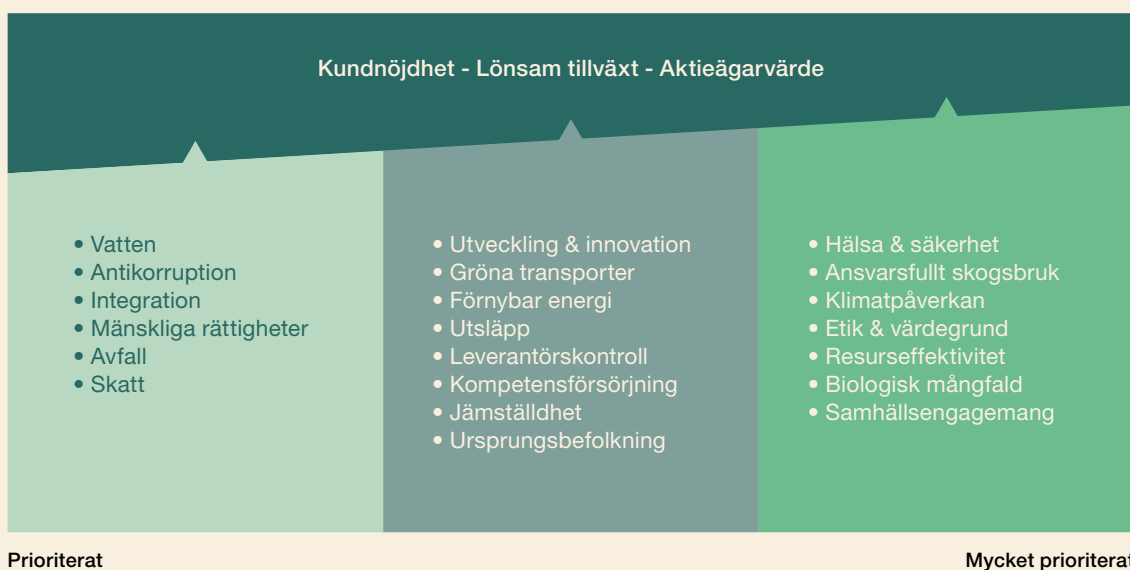 Kundnöjdhet - Lönsam tillväxt - Aktieägarvärde
• Vatten
• Antikorruption
• Integration
• Mänskliga rättigheter
• Avfall
• Skatt
• Utveckling & innovation
• Gröna transporter
• Förnybar energi
• Utsläpp
• Leverantörskontroll
• Kompetensförsörjning
• Jämställdhet
• Ursprungsbefolkning
• Hälsa & säkerhet
• Ansvarsfullt skogsbruk
• Klimatpåverkan
• Etik & värdegrund
• Resurseffektivitet
• Biologisk mångfald
• Samhällsengagemang
Prioriterat
Mycket prioriterat